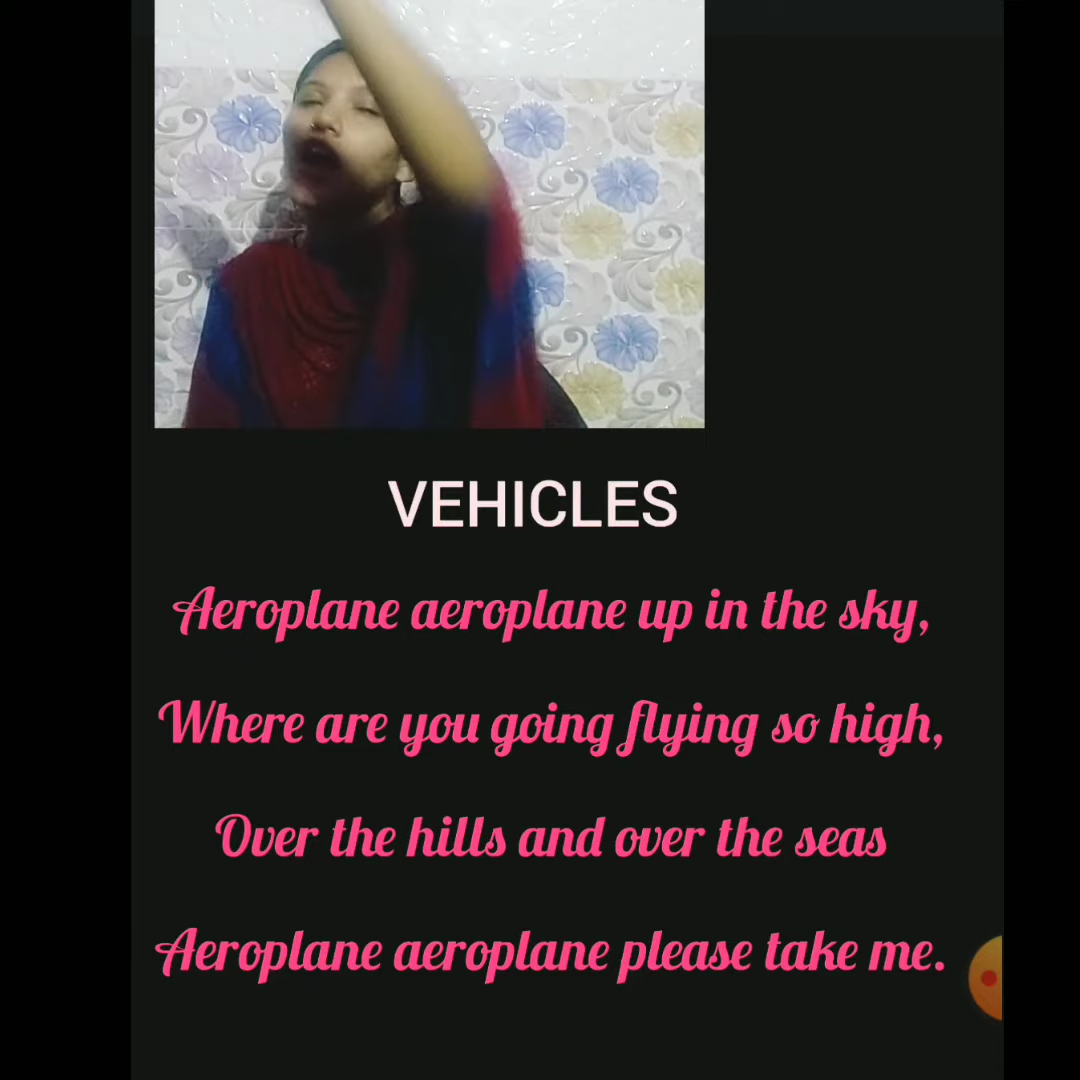 VEHICLES
Aeroplane aeroplane up in the sky,
Where are you going flying so high,
Over the hills and over the seas
Aeroplane aeroplane please take me.